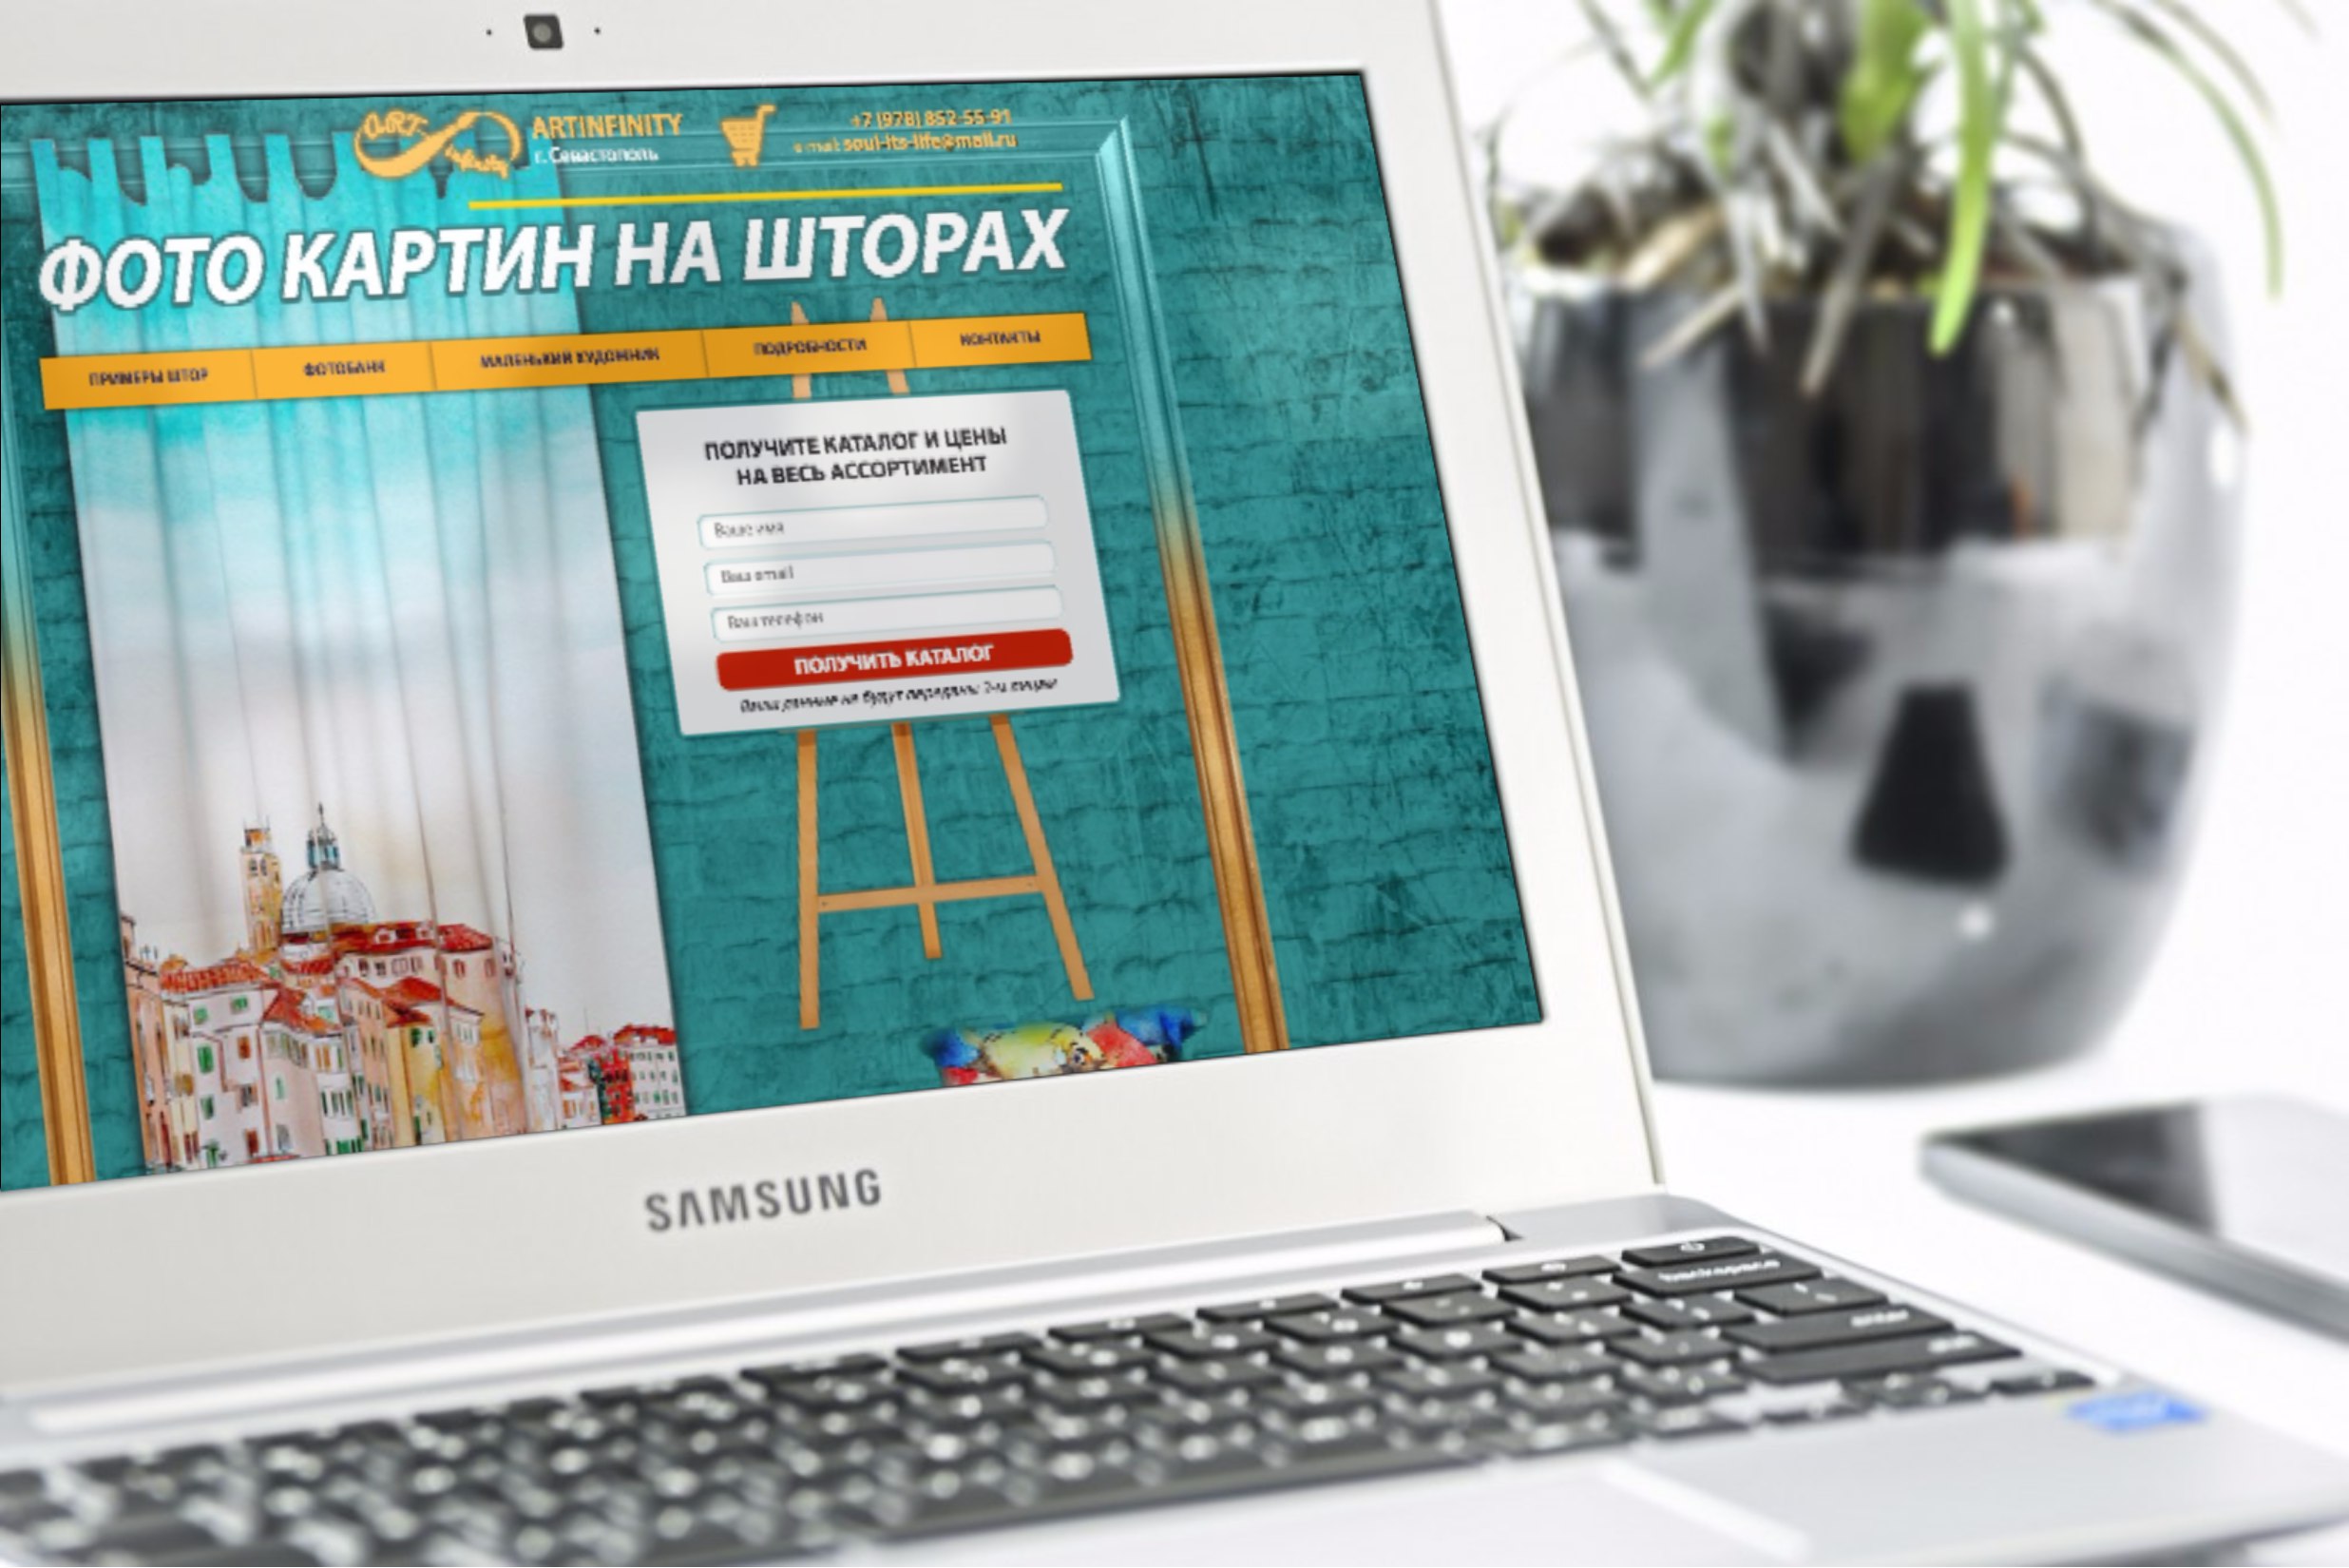 ART
infinity
ARTINFINITY
г. Севастополь
+7 (978) 852-55-91
e-mail: soul-its-life@mail.ru
ФОТО КАРТИН НА ШТОРАХ
ПРИМЕРЫ ШТОР
ФОТОБАНК
МАЛЕНЬКИЙ ХУДОЖНИК
ПОДРОБНОСТИ
КОНТАКТЫ
ПОЛУЧИТЕ КАТАЛОГ И ЦЕНЫ
НА ВЕСЬ АССОРТИМЕНТ
Ваше имя
Ваш email
Ваш телефон
ПОЛУЧИТЬ КАТАЛОГ
Ваши данные не будут переданы 3-м лицам
SAMSUNG
backspace
enter